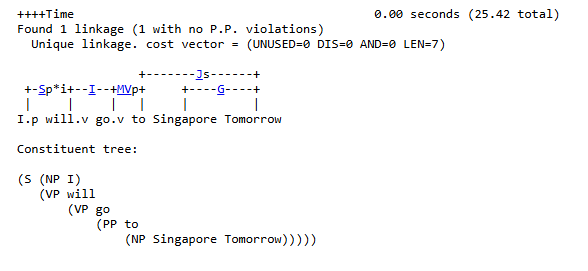 ++++Time                                          0.00 seconds (25.42 total)
Found 1 linkage (1 with no P.P. violations)
  Unique linkage. cost vector = (UNUSED=0 DIS=0 AND=0 LEN=7)

                 +-------Js------+
 +-Sp*i+--I--+MVp+     +----G----+
 |     |     |   |     |         |
I.p will.v go.v to Singapore Tomorrow

Constituent tree:

(S (NP I)
   (VP will
       (VP go
           (PP to
               (NP Singapore Tomorrow)))))